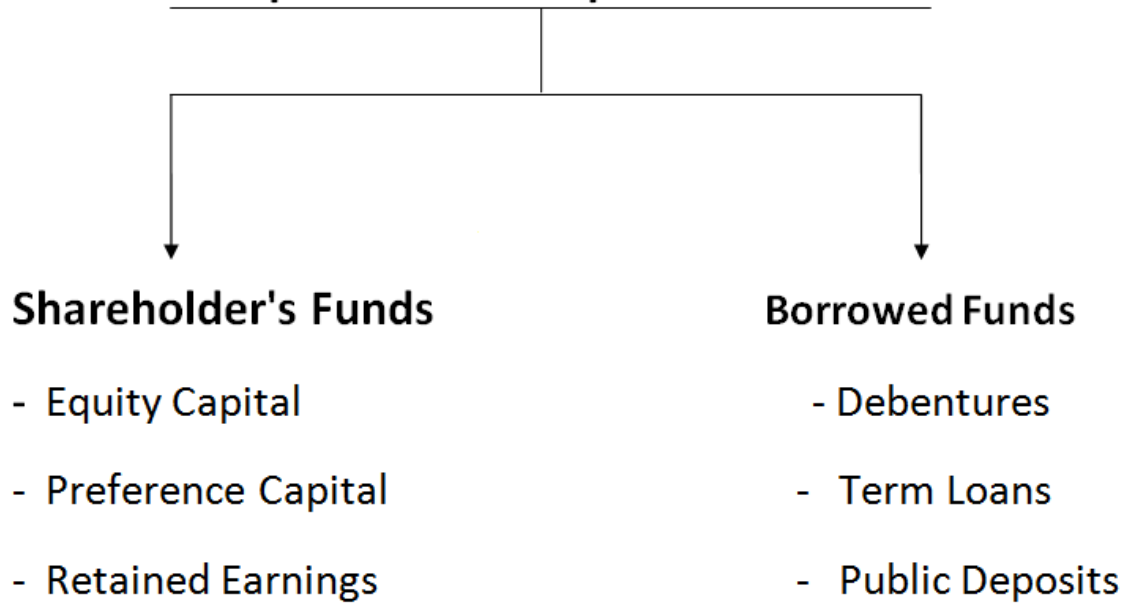 Shareholder's Funds
- Equity Capital
- Preference Capital
- Retained Earnings
Borrowed Funds
- Debentures
- Term Loans
- Public Deposits